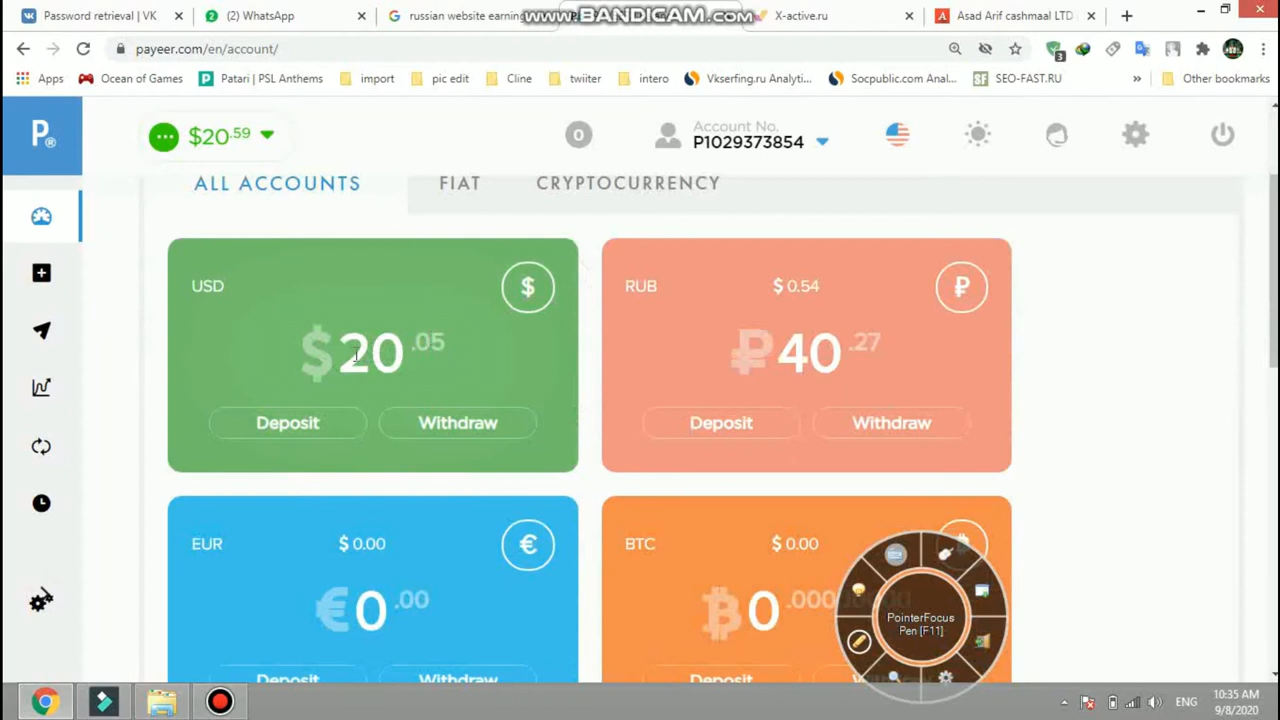 Password retrieval | VK
(2) WhatsApp
russian website earning
www.BANDICAM.com
X-active.ru
Asad Arif cashmaal LTD
payeer.com/en/account/
3
Apps
Ocean of Games
Patari | PSL Anthems
import
pic edit
Cline
twiiter
intero
Vkserfing.ru Analyti...
Socpublic.com Anal...
SEO-FAST.RU
»
Other bookmarks
P®
$20.59
0
Account No.
P1029373854
ALL ACCOUNTS
FIAT
CRYPTOCURRENCY
USD
$
$20.05
Deposit
Withdraw
RUB
$ 0.54
₽
₽40.27
Deposit
Withdraw
EUR
$ 0.00
€
€0.00
Deposit
Withdraw
BTC
$ 0.00
PointerFocus
Pen [F11]
Deposit
ENG
10:35 AM
9/8/2020